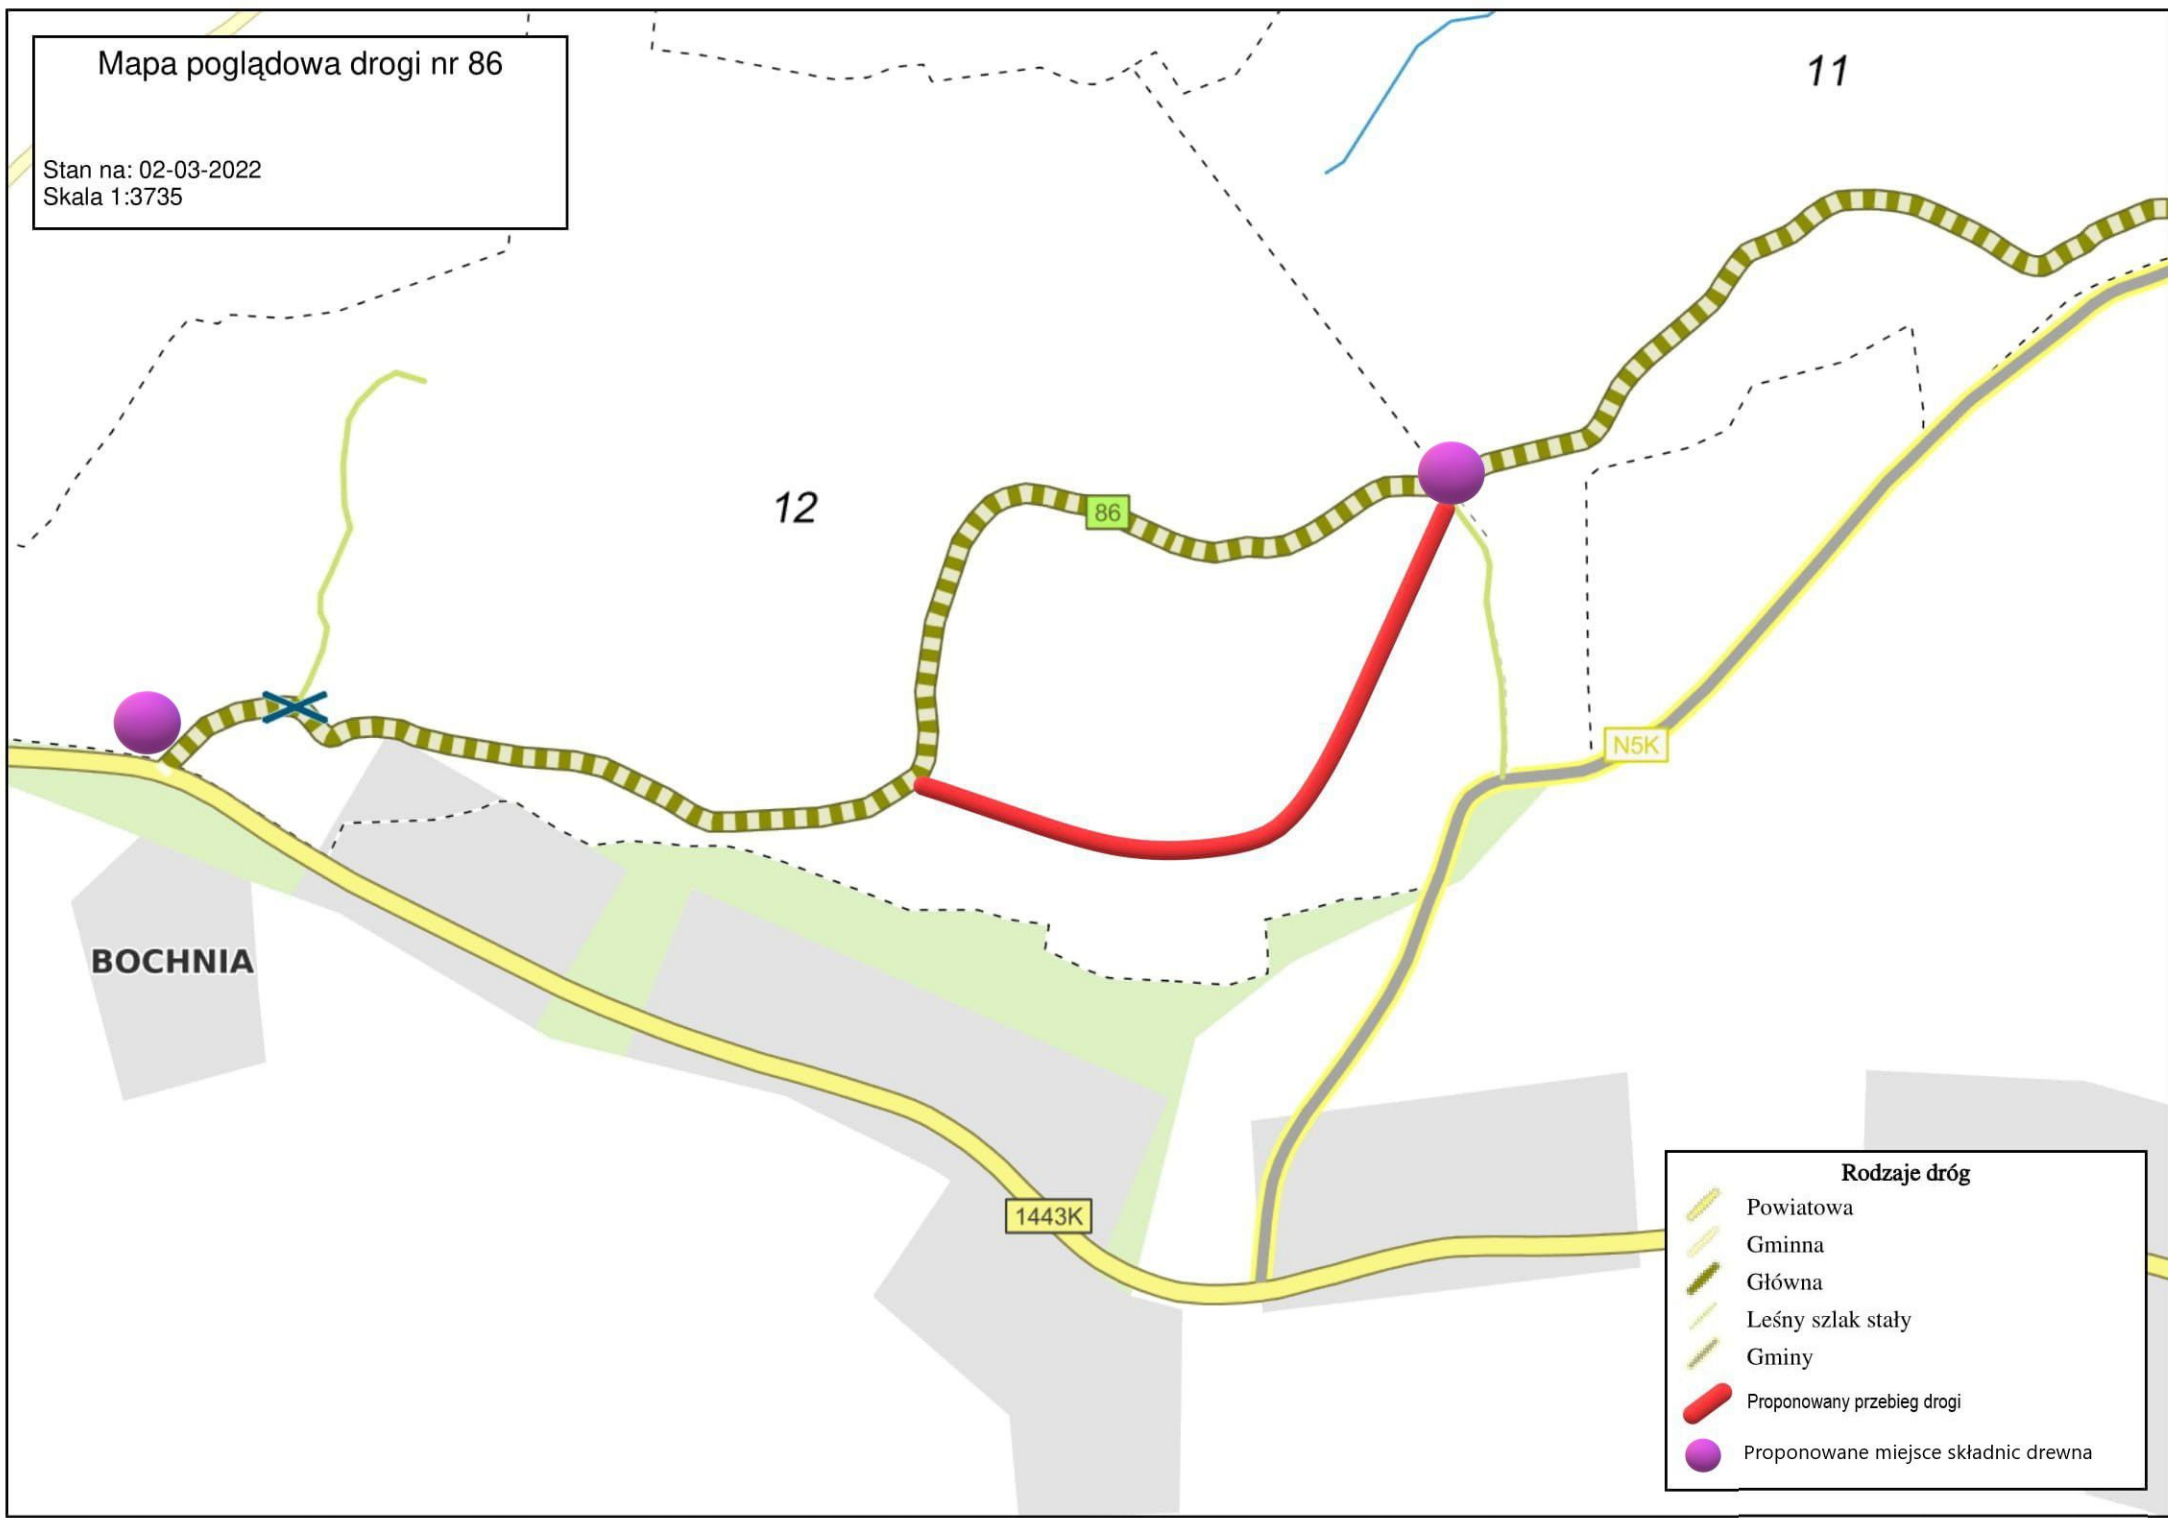 Mapa poglądowa drogi nr 86
Stan na: 02-03-2022
Skala 1:3735
11
12
86
N5K
BOCHNIA
1443K
Rodzaje dróg
Powiatowa
Gminna
Główna
Leśny szlak stały
Gminy
Proponowany przebieg drogi
Proponowane miejsce składnic drewna